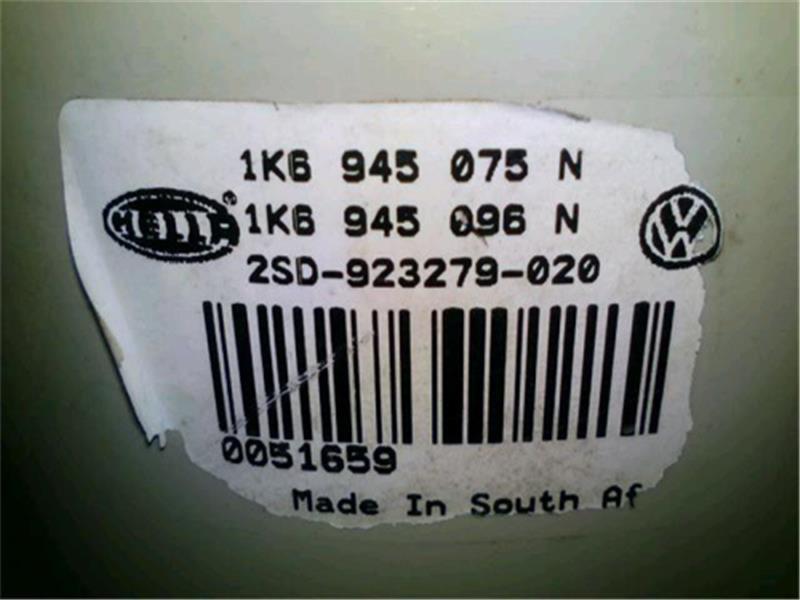 1K6 945 075 N
HELLA ® 1K6 945 096 N
2SD-923279-020
0051659
Made In South Af